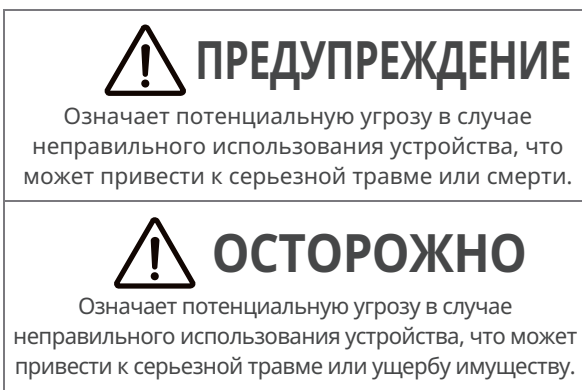 ПРЕДУПРЕЖДЕНИЕ
Означает потенциальную угрозу в случае
неправильного использования устройства, что
может привести к серьезной травме или смерти.
ОСТОРОЖНО
Означает потенциальную угрозу в случае
неправильного использования устройства, что может
привести к серьезной травме или ущербу имуществу.